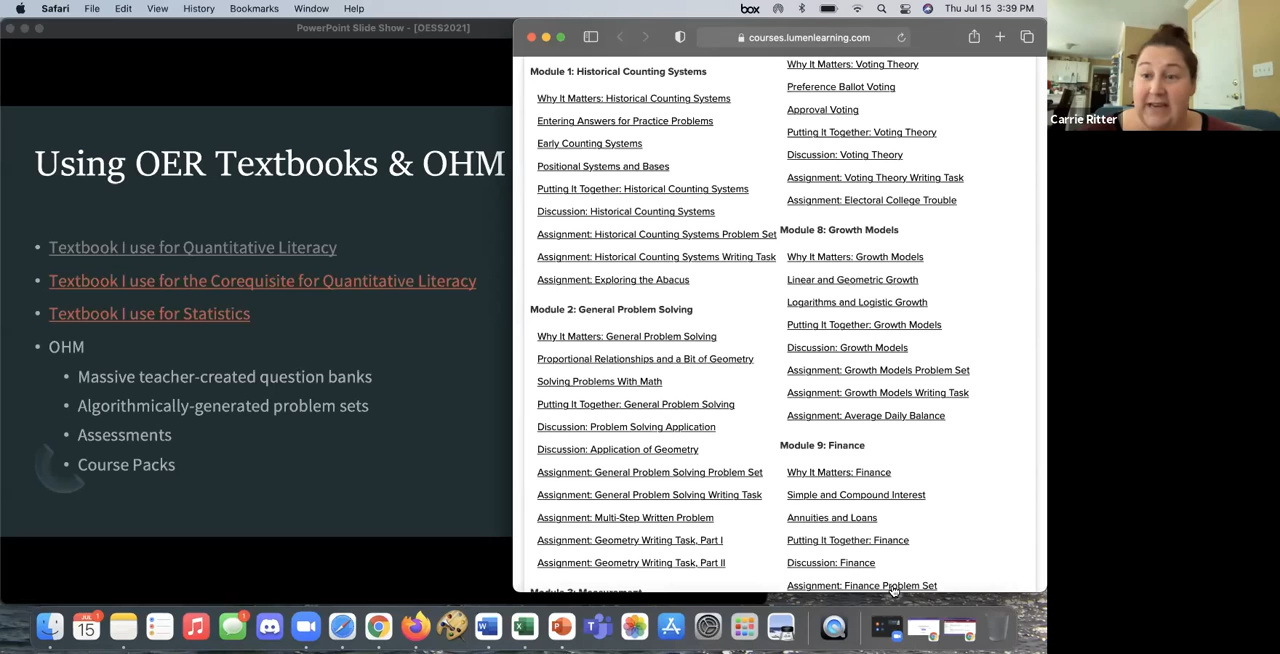 Safari File Edit View History Bookmarks Window Help
box Thu Jul 15 3:39 PM
PowerPoint Slide Show - [OESS2021]
Using OER Textbooks & OHM
• Textbook I use for Quantitative Literacy
• Textbook I use for the Corequisite for Quantitative Literacy
• Textbook I use for Statistics
• OHM
• Massive teacher-created question banks
• Algorithmically-generated problem sets
• Assessments
• Course Packs
courses.lumenlearning.com
Module 1: Historical Counting Systems
Why It Matters: Historical Counting Systems
Entering Answers for Practice Problems
Early Counting Systems
Positional Systems and Bases
Putting It Together: Historical Counting Systems
Discussion: Historical Counting Systems
Assignment: Historical Counting Systems Problem Set
Assignment: Historical Counting Systems Writing Task
Assignment: Exploring the Abacus
Module 2: General Problem Solving
Why It Matters: General Problem Solving
Proportional Relationships and a Bit of Geometry
Solving Problems With Math
Putting It Together: General Problem Solving
Discussion: Problem Solving Application
Discussion: Application of Geometry
Assignment: General Problem Solving Problem Set
Assignment: General Problem Solving Writing Task
Assignment: Multi-Step Written Problem
Assignment: Geometry Writing Task, Part I
Assignment: Geometry Writing Task, Part II
Module 3: Measurement
Why It Matters: Voting Theory
Preference Ballot Voting
Approval Voting
Putting It Together: Voting Theory
Discussion: Voting Theory
Assignment: Voting Theory Writing Task
Assignment: Electoral College Trouble
Module 8: Growth Models
Why It Matters: Growth Models
Linear and Geometric Growth
Logarithms and Logistic Growth
Putting It Together: Growth Models
Discussion: Growth Models
Assignment: Growth Models Problem Set
Assignment: Growth Models Writing Task
Assignment: Average Daily Balance
Module 9: Finance
Why It Matters: Finance
Simple and Compound Interest
Annuities and Loans
Putting It Together: Finance
Discussion: Finance
Assignment: Finance Problem Set
Carrie Ritter
JUL
15